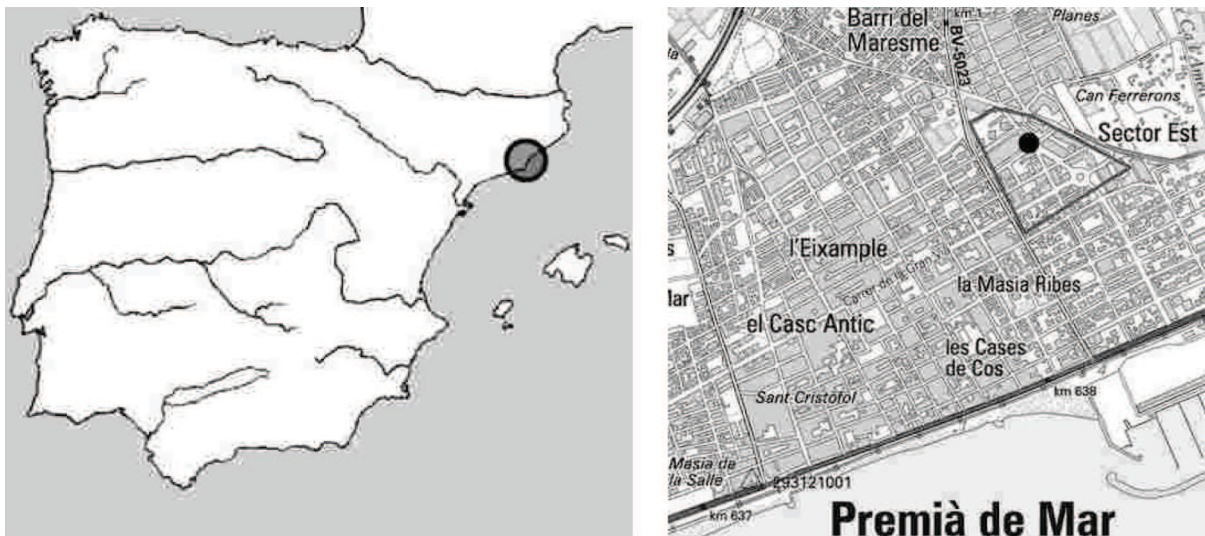 km 1
Planes
Barri del
Maresme
BV-5023
Can Ferrerons
Sector Est
l'Eixample
Carrer de la Gran V
la Masia Ribes
el Casc Antic
les Cases
de Cos
km 638
Sant Cristòfol
Masia de
la Salle
293121001
km 637
Premià de Mar